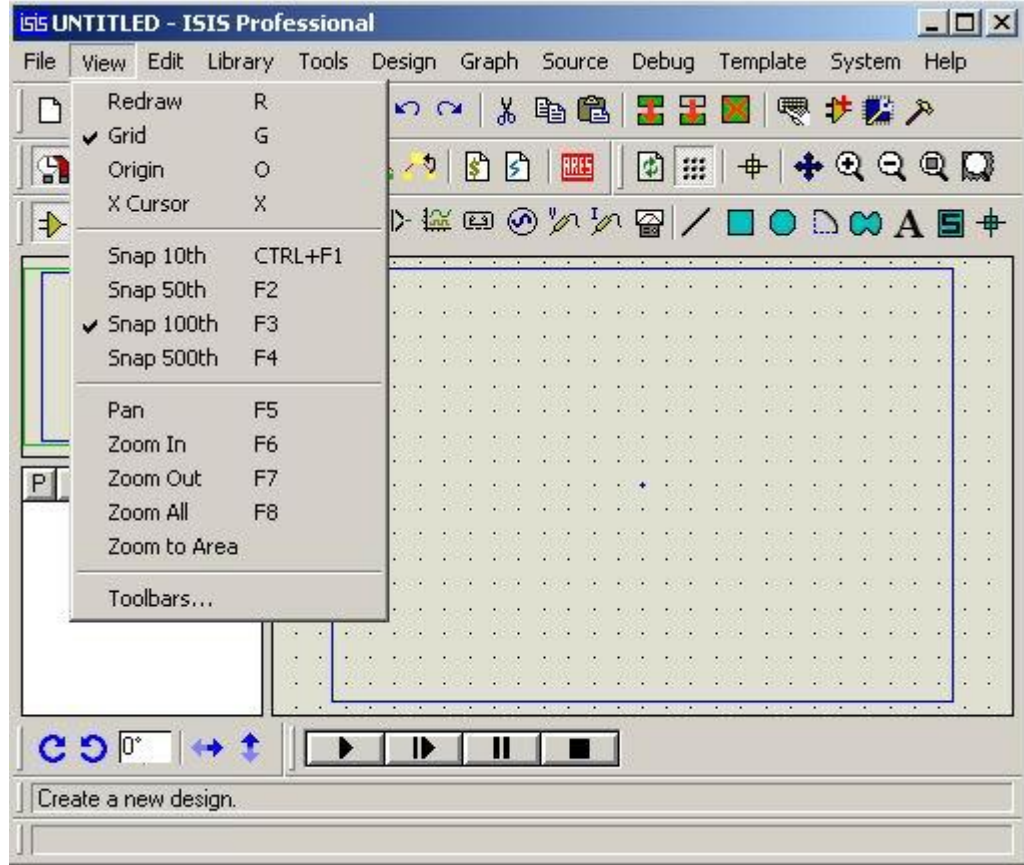 isis UNTITLED - ISIS Professional
File View Edit Library Tools Design Graph Source Debug Template System Help
Redraw R
Grid G
Origin O
X Cursor X
Snap 10th CTRL+F1
Snap 50th F2
Snap 100th F3
Snap 500th F4
Pan F5
Zoom In F6
Zoom Out F7
Zoom All F8
Zoom to Area
Toolbars...
ARES
A
S
P
0°
Create a new design.